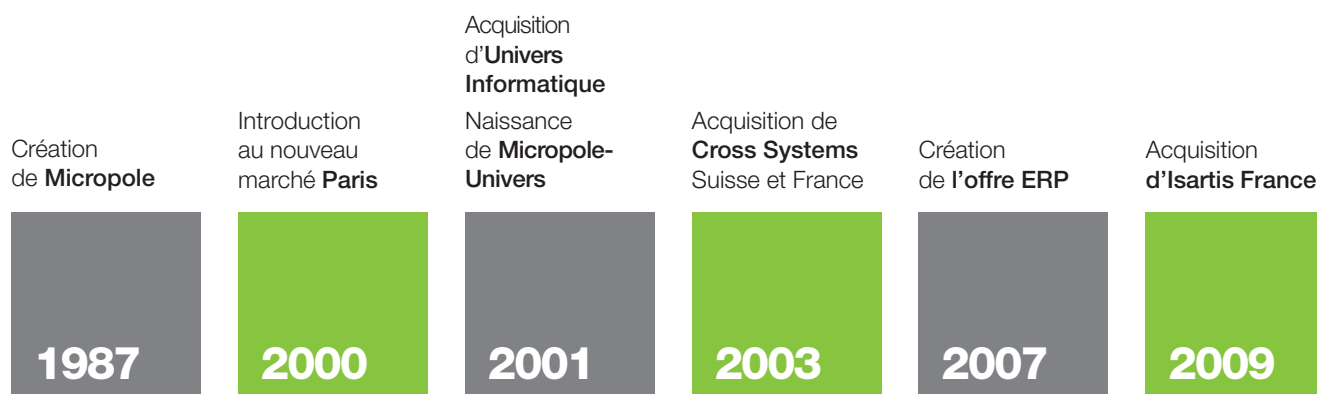 Création
de Micropole
1987
Introduction
au nouveau
marché Paris
2000
Acquisition
d’Univers
Informatique
Naissance
de Micropole-
Univers
2001
Acquisition de
Cross Systems
Suisse et France
2003
Création
de l’offre ERP
2007
Acquisition
d’Isartis France
2009